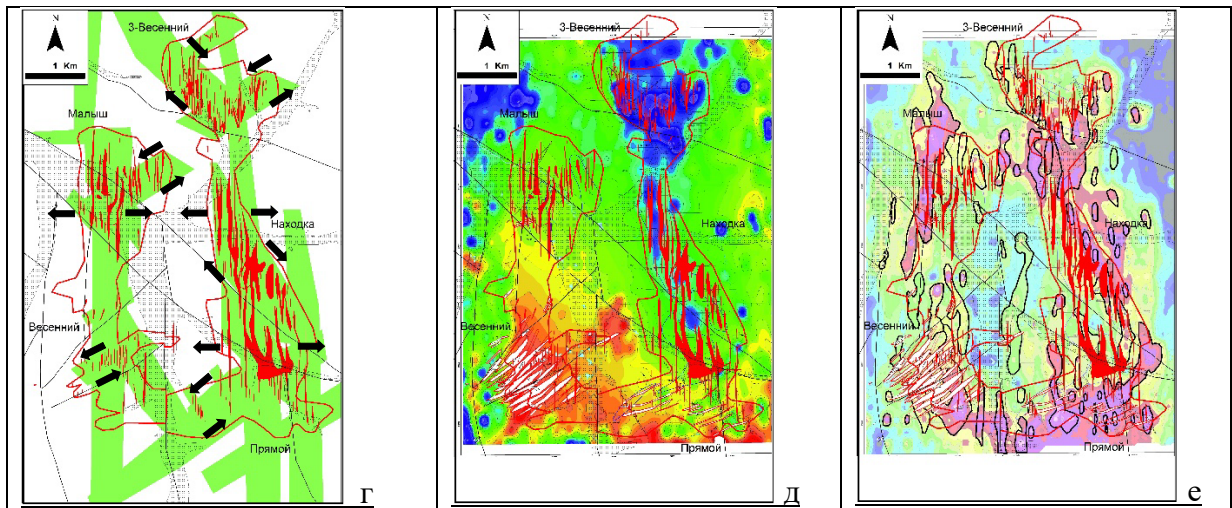 N
1 Km
3-Весенний
Малыш
Находка
Весенний
Прямой
г
N
1 Km
3-Весенний
Малыш
Находка
Весенний
Прямой
д
N
1 Km
3-Весенний
Малыш
Находка
Весенний
Прямой
е